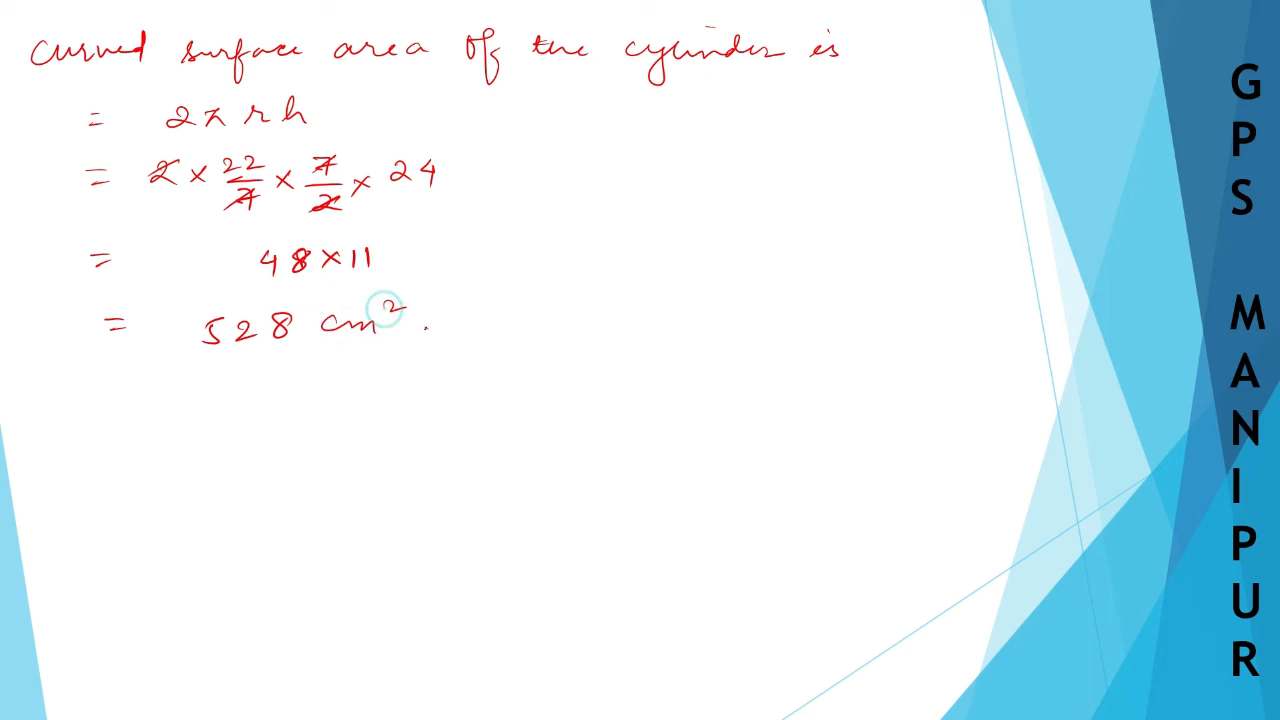 curved surface area of the cylinder is
= 2π r h
= 2 × 22/7 × 7/2 × 24
= 48 × 11
= 528 cm².
GPS MANIPUR